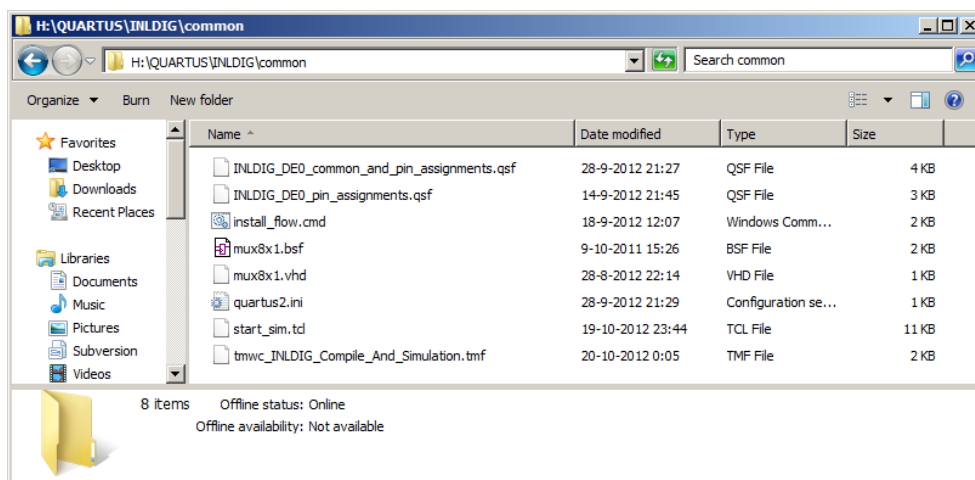 H:\QUARTUS\INLDIG\common
H:\QUARTUS\INLDIG\common Search common
Organize Burn New folder
Favorites
Desktop
Downloads
Recent Places
Libraries
Documents
Music
Pictures
Subversion
Videos
Name Date modified Type Size
INLDIG_DE0_common_and_pin_assignments.qsf 28-9-2012 21:27 QSF File 4 KB
INLDIG_DE0_pin_assignments.qsf 14-9-2012 21:45 QSF File 3 KB
install_flow.cmd 18-9-2012 12:07 Windows Comm... 2 KB
mux8x1.bsf 9-10-2011 15:26 BSF File 2 KB
mux8x1.vhd 28-8-2012 22:14 VHD File 1 KB
quartus2.ini 28-9-2012 21:29 Configuration se... 1 KB
start_sim.tcl 19-10-2012 23:44 TCL File 11 KB
tmwc_INLDIG_Compile_And_Simulation.tmf 20-10-2012 0:05 TMF File 2 KB
8 items Offline status: Online
Offline availability: Not available